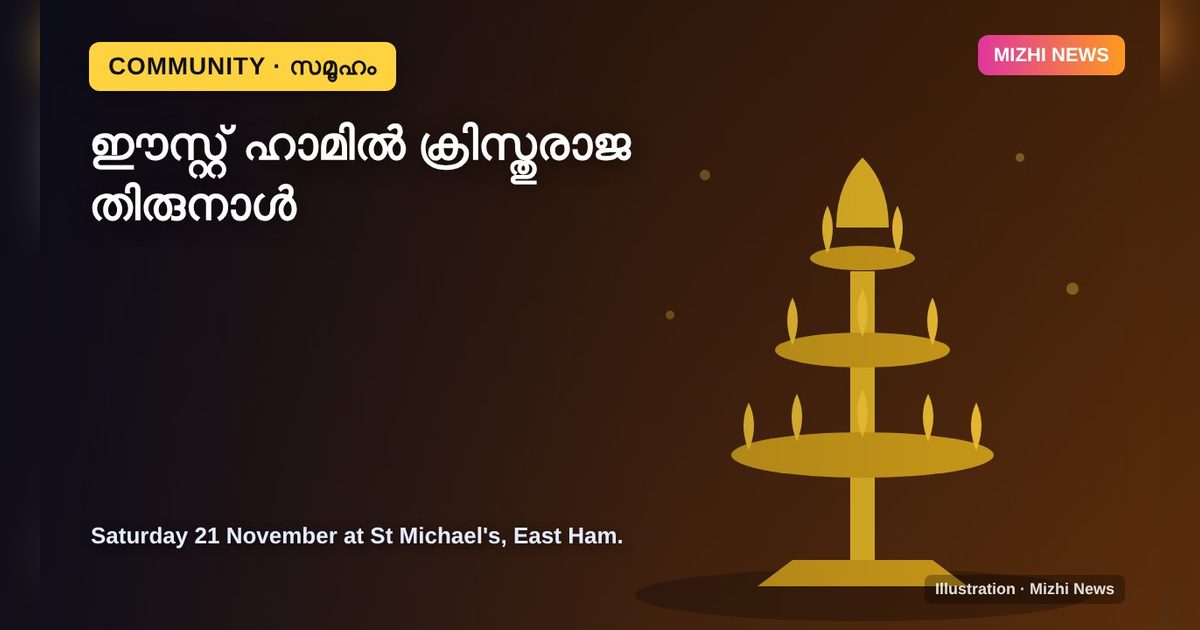 COMMUNITY · സമൂഹം
MIZHI NEWS
ഈസ്റ്റ് ഹാമിൽ ക്രിസ്തുരാജ
തിരുനാൾ
Saturday 21 November at St Michael's, East Ham.
Illustration · Mizhi News